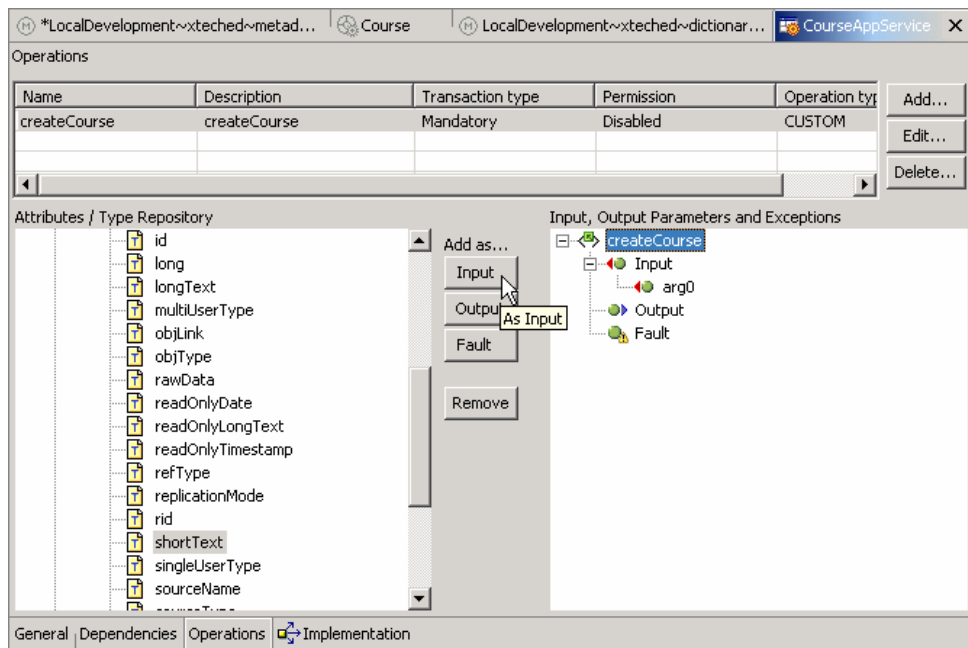 *LocalDevelopment~xteched~metad... Course LocalDevelopment~xteched~dictionar... CourseAppService
Operations
Name Description Transaction type Permission Operation typ
createCourse createCourse Mandatory Disabled CUSTOM
Add...
Edit...
Delete...
Attributes / Type Repository
id
long
longText
multiUserType
objLink
objType
rawData
readOnlyDate
readOnlyLongText
readOnlyTimestamp
refType
replicationMode
rid
shortText
singleUserType
sourceName
Add as...
Input
Outpu
As Input
Fault
Remove
Input, Output Parameters and Exceptions
createCourse
Input
arg0
Output
Fault
General Dependencies Operations Implementation